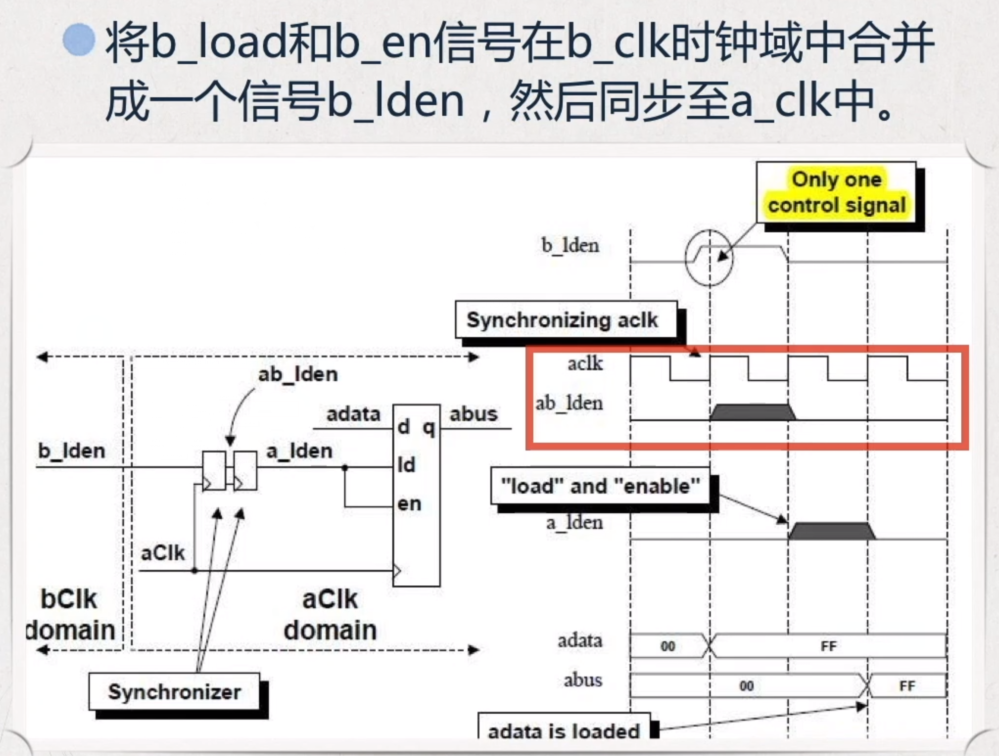 将b_load和b_en信号在b_clk时钟域中合并
成一个信号b_lden，然后同步至a_clk中。
Only one
control signal
b_lden
Synchronizing aclk
aclk
ab_lden
ab_lden
adata
d q
abus
b_lden
a_lden
ld
"load" and "enable"
en
a_lden
aClk
bClk
domain
aClk
domain
adata
00
FF
abus
00
FF
Synchronizer
adata is loaded